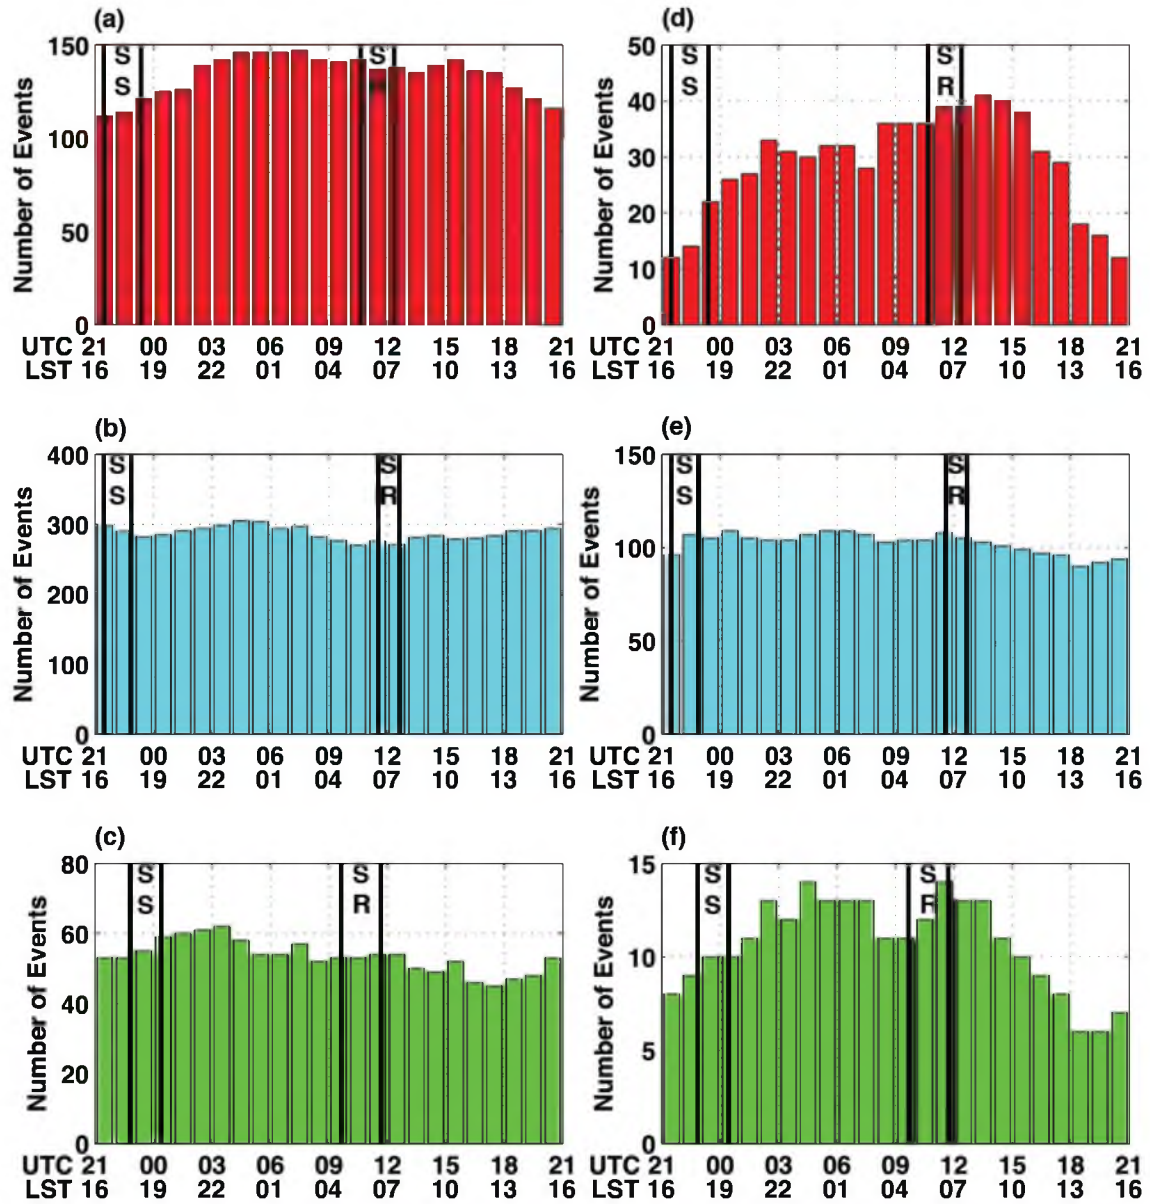 (a)
Number of Events
150
100
50
0
S
S
S
UTC 21 00 03 06 09 12 15 18 21
LST 16 19 22 01 04 07 10 13 16
(d)
Number of Events
50
40
30
20
10
0
S
S
S
R
UTC 21 00 03 06 09 12 15 18 21
LST 16 19 22 01 04 07 10 13 16
(b)
Number of Events
400
300
200
100
0
S
S
S
R
UTC 21 00 03 06 09 12 15 18 21
LST 16 19 22 01 04 07 10 13 16
(e)
Number of Events
150
100
50
0
S
S
S
R
UTC 21 00 03 06 09 12 15 18 21
LST 16 19 22 01 04 07 10 13 16
(c)
Number of Events
80
60
40
20
0
S
S
S
R
UTC 21 00 03 06 09 12 15 18 21
LST 16 19 22 01 04 07 10 13 16
(f)
Number of Events
15
10
5
0
S
S
S
R
UTC 21 00 03 06 09 12 15 18 21
LST 16 19 22 01 04 07 10 13 16